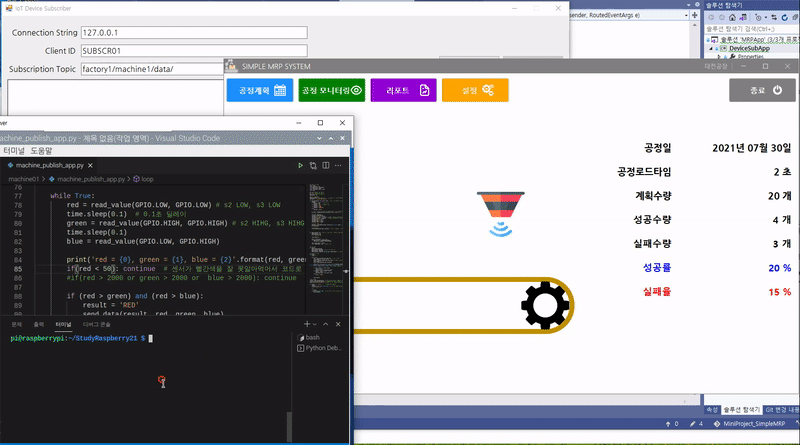 IoT Device Subscriber
Connection String 127.0.0.1
Client ID SUBSCR01
Subscription Topic factory1/machine1/data/
sender, RoutedEventArgs e)
솔루션 탐색기
솔루션 탐색기 검색(Ctrl+;)
솔루션 'MRPApp' (3/3개 프로
DeviceSubApp
Properties
SIMPLE MRP SYSTEM
대전공장
공정계획
공정 모니터링
리포트
설정
종료
공정일 2021년 07월 30일
공정로드타임 2 초
계획수량 20 개
성공수량 4 개
실패수량 3 개
성공률 20 %
실패율 15 %
machine_publish_app.py - 제목 없음(작업 영역) - Visual Studio Code
터미널 도움말
machine_publish_app.py
machine01 > machine_publish_app.py > loop
76
77 while True:
78 red = read_value(GPIO.LOW, GPIO.LOW) # s2 LOW, s3 LOW
79 time.sleep(0.1) # 0.1초 딜레이
80 green = read_value(GPIO.HIGH, GPIO.HIGH) # s2 HIHG, s3 HIHG
81 time.sleep(0.1)
82 blue = read_value(GPIO.LOW, GPIO.HIGH)
83
84 print('red = {0}, green = {1}, blue = {2}'.format(red, gree
85 if(red < 50): continue # 센서가 빨간색을 잘 못알아먹어서 코드로
86 #if(red > 2000 or green > 2000 or blue > 2000): continue
87
88 if (red > green) and (red > blue):
89 result = 'RED'
90 send_data(result, red, green, blue)
문제 출력 터미널 디버그 콘솔
pi@raspberrypi:~/StudyRaspberry21 $
bash
Python Deb...
속성 솔루션 탐색기 Git 변경 내용
0 4 MiniProject_SimpleMRP